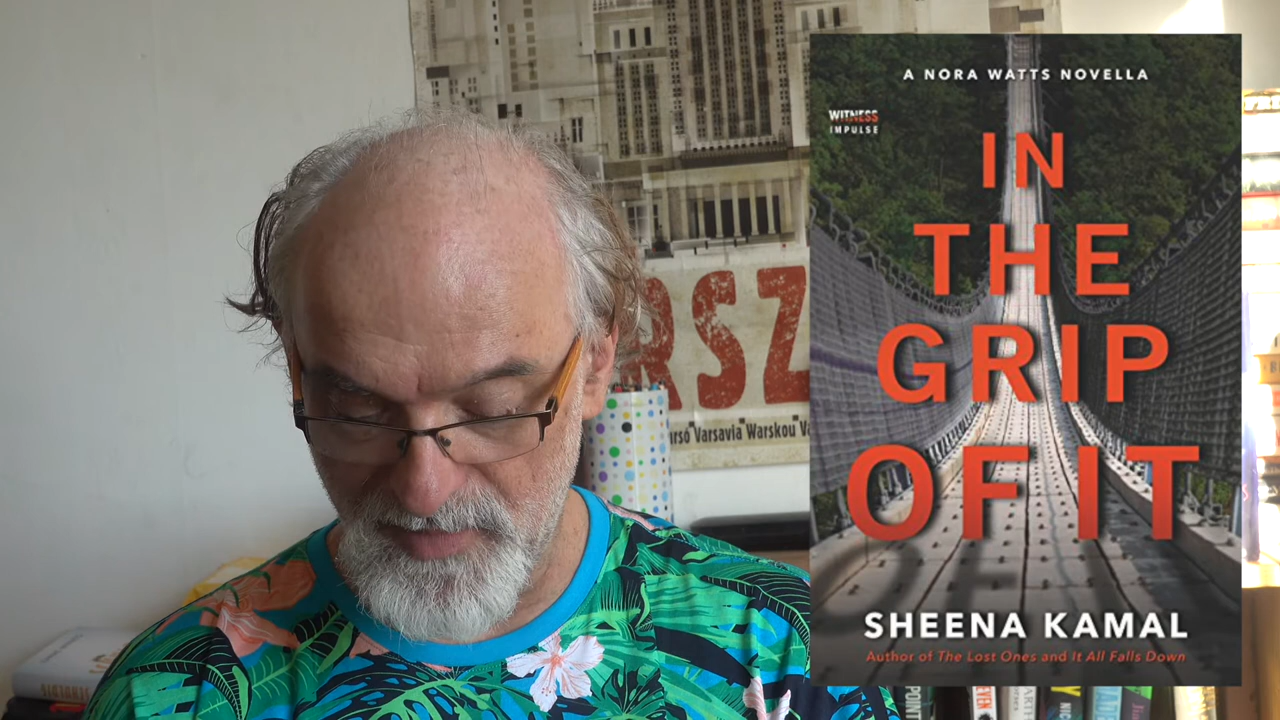 A NORA WATTS NOVELLA
WITNESS
IMPULSE
IN
THE
GRIP
OF IT
SHEENA KAMAL
Author of The Lost Ones and It All Falls Down
RSZ
Varsavia Warskou